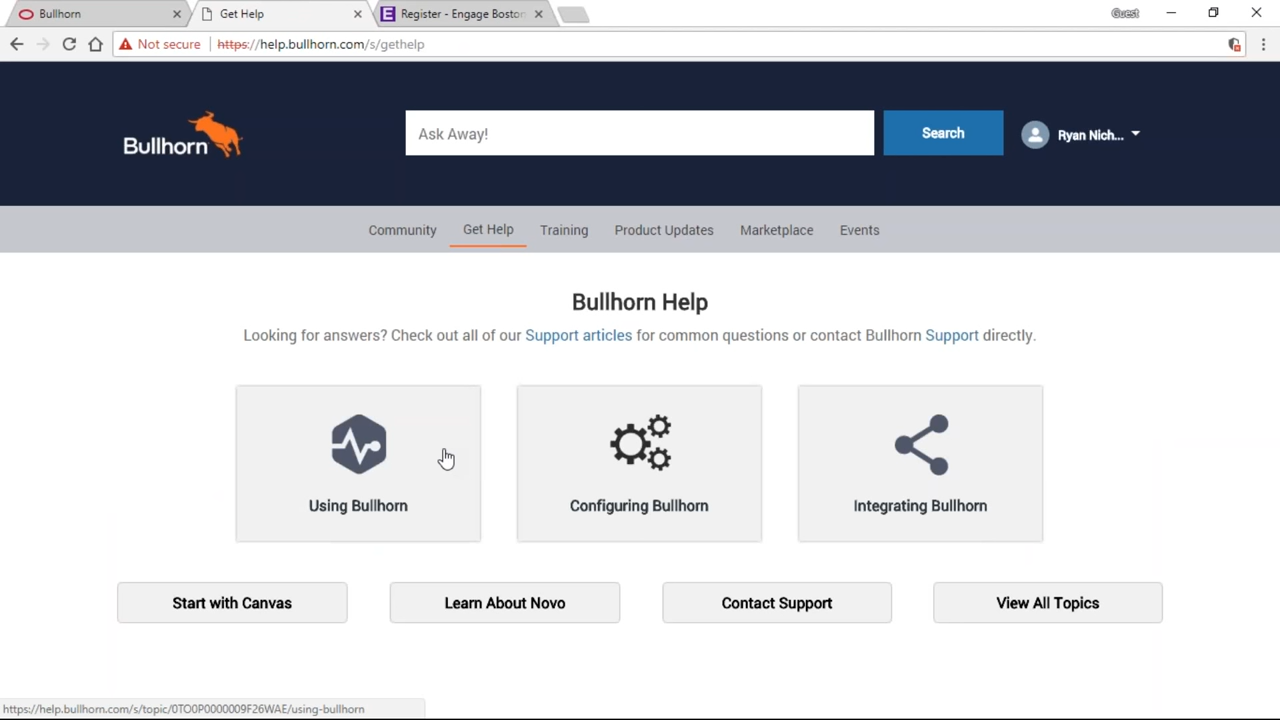 Bullhorn
Get Help
Register - Engage Boston
Guest
Not secure
https://help.bullhorn.com/s/gethelp
Bullhorn
Ask Away!
Search
Ryan Nich...
Community
Get Help
Training
Product Updates
Marketplace
Events
Bullhorn Help
Looking for answers? Check out all of our Support articles for common questions or contact Bullhorn Support directly.
Using Bullhorn
Configuring Bullhorn
Integrating Bullhorn
Start with Canvas
Learn About Novo
Contact Support
View All Topics
https://help.bullhorn.com/s/topic/0TO0P0000009F26WAE/using-bullhorn